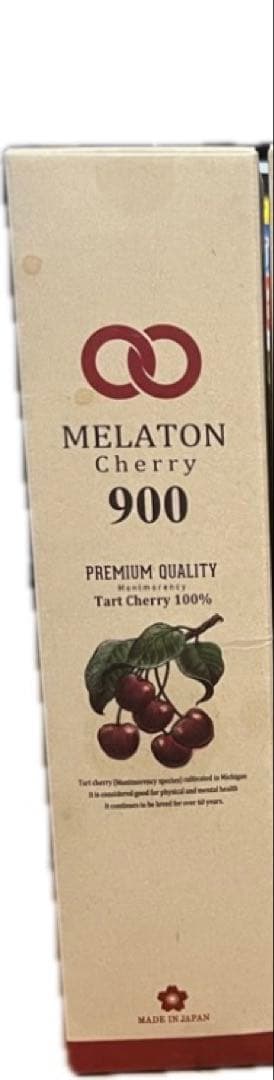 MELATON
Cherry
900
PREMIUM QUALITY
Montmorency
Tart Cherry 100%
Tart cherry (Montmorency species) cultivated in Michigan
It is considered good for physical and mental health
It continues to be loved for over 60 years.
MADE IN JAPAN